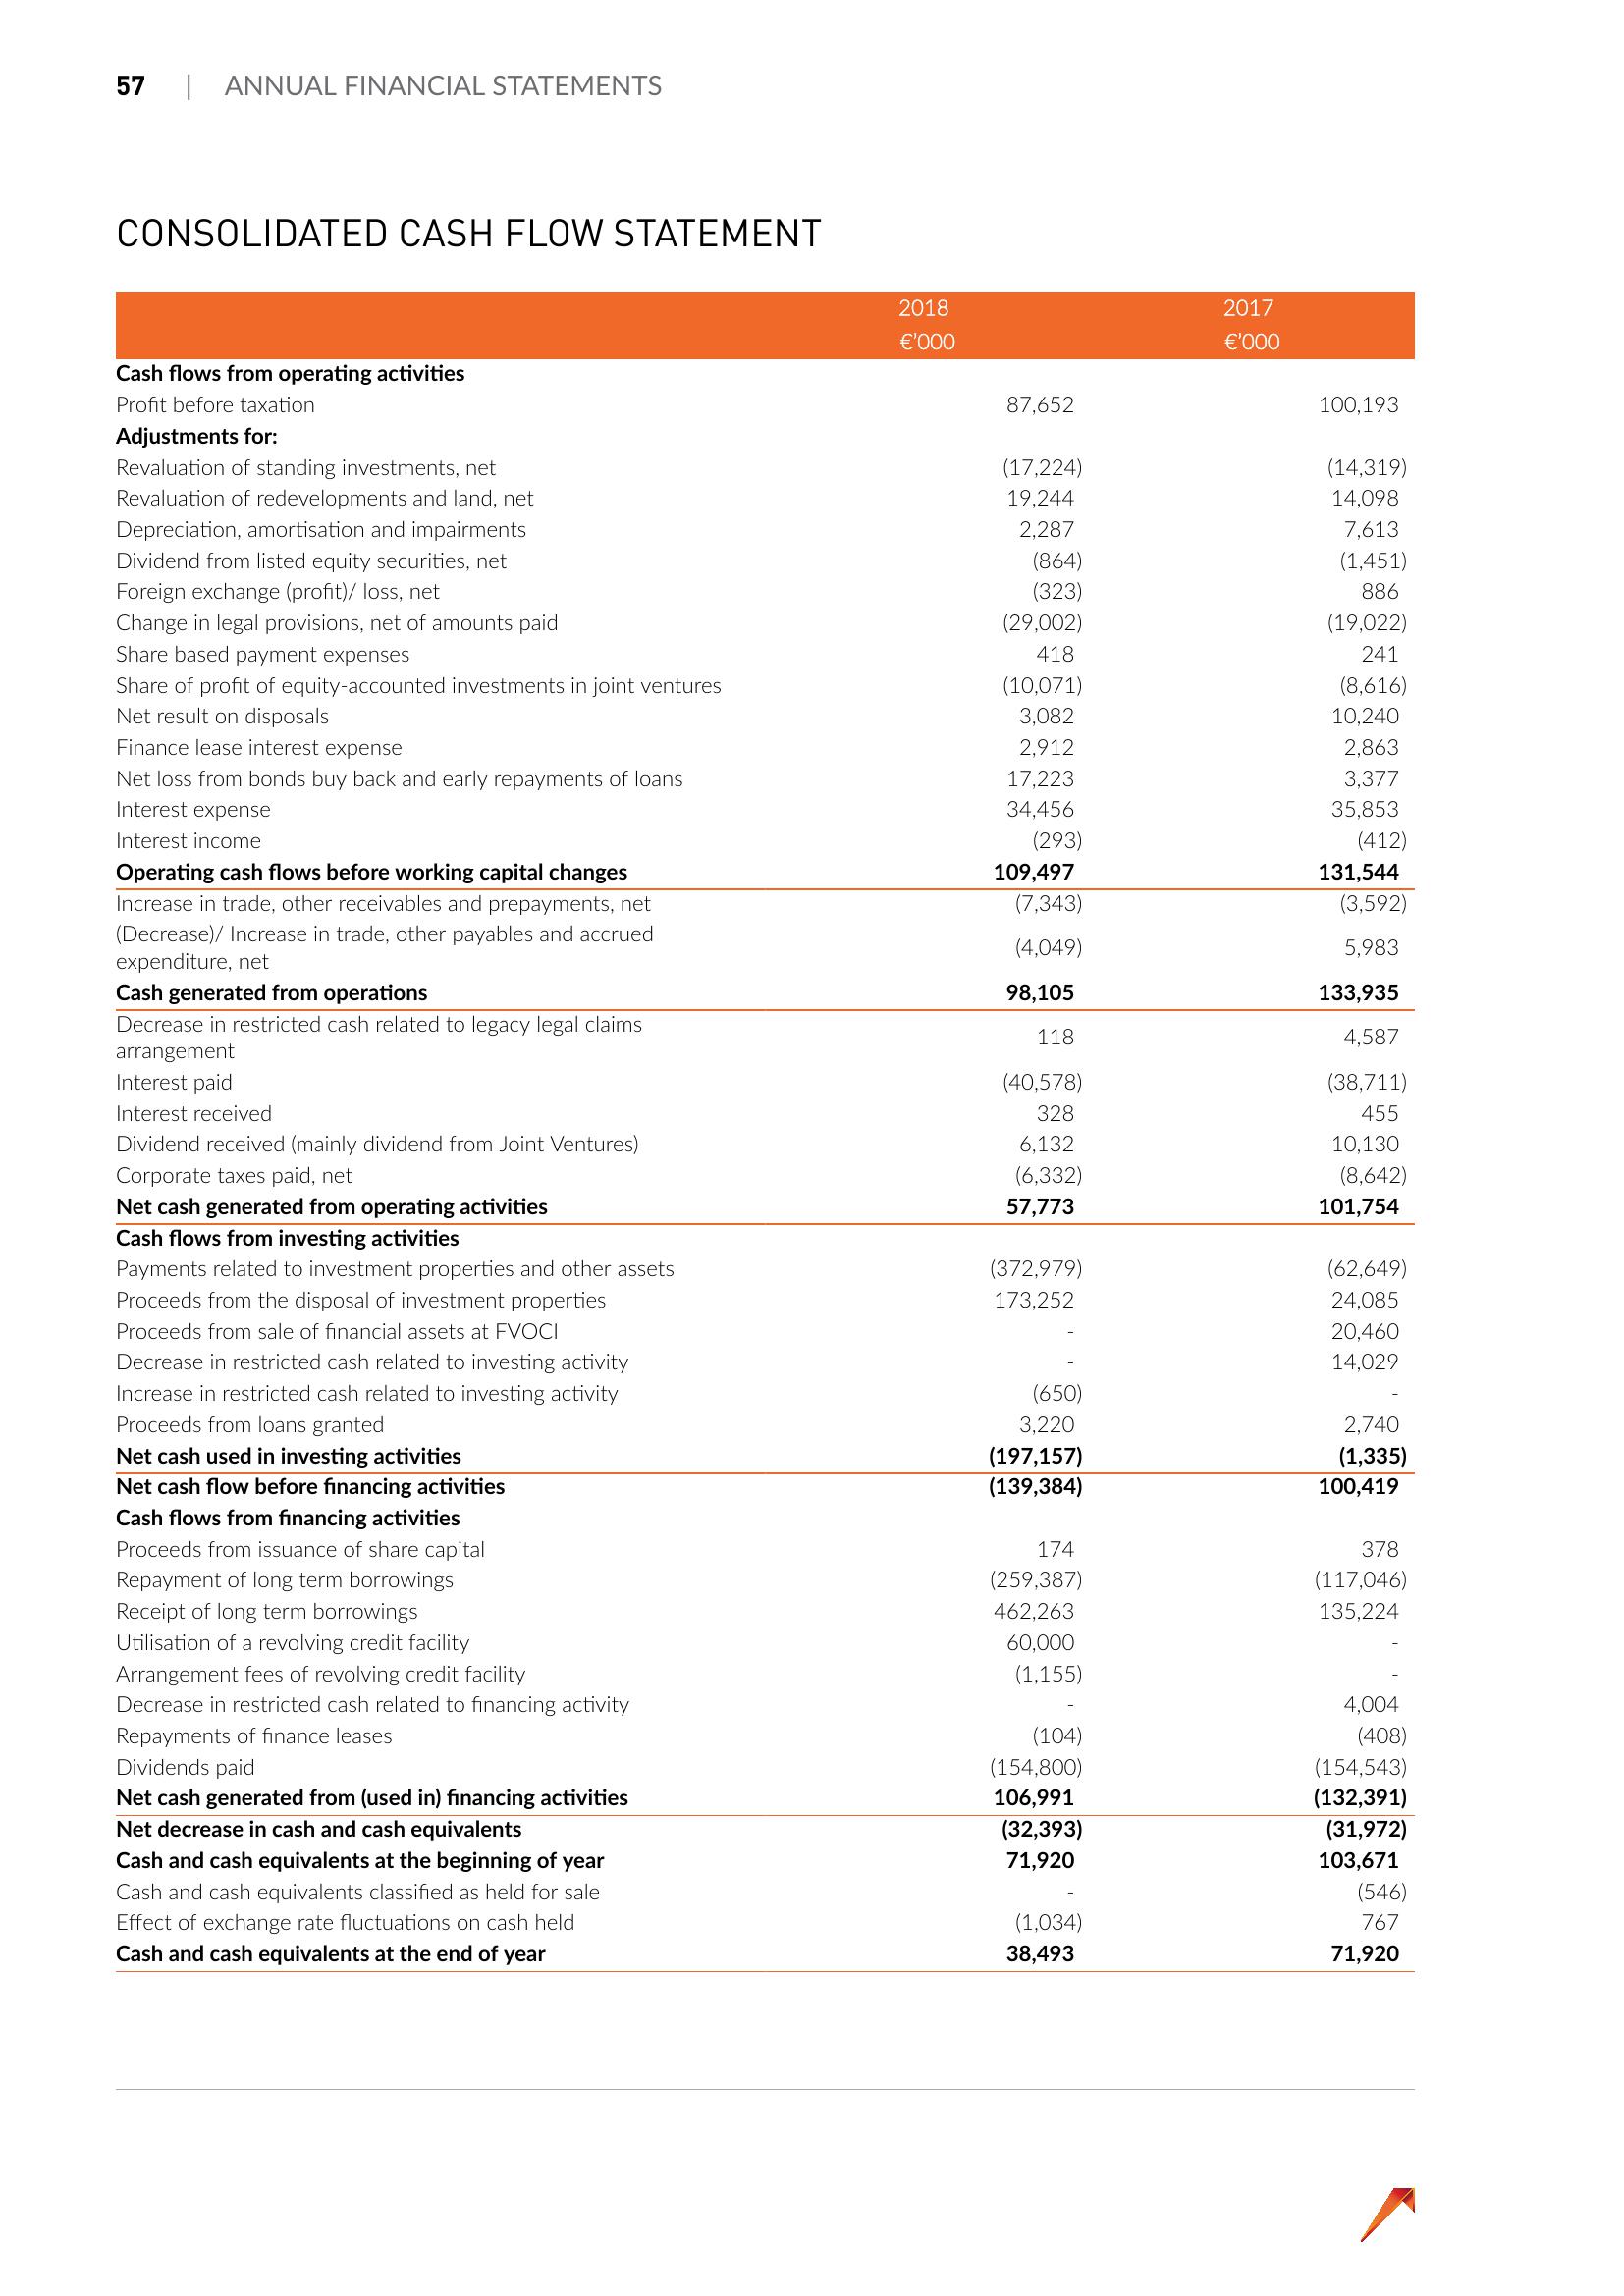 57 | ANNUAL FINANCIAL STATEMENTS
CONSOLIDATED CASH FLOW STATEMENT
2018 2017
€’000 €’000
Cash flows from operating activities
Profit before taxation 87,652 100,193
Adjustments for:
Revaluation of standing investments, net (17,224) (14,319)
Revaluation of redevelopments and land, net 19,244 14,098
Depreciation, amortisation and impairments 2,287 7,613
Dividend from listed equity securities, net (864) (1,451)
Foreign exchange (profit)/ loss, net (323) 886
Change in legal provisions, net of amounts paid (29,002) (19,022)
Share based payment expenses 418 241
Share of profit of equity-accounted investments in joint ventures (10,071) (8,616)
Net result on disposals 3,082 10,240
Finance lease interest expense 2,912 2,863
Net loss from bonds buy back and early repayments of loans 17,223 3,377
Interest expense 34,456 35,853
Interest income (293) (412)
Operating cash flows before working capital changes 109,497 131,544
Increase in trade, other receivables and prepayments, net (7,343) (3,592)
(Decrease)/ Increase in trade, other payables and accrued
expenditure, net (4,049) 5,983
Cash generated from operations 98,105 133,935
Decrease in restricted cash related to legacy legal claims
arrangement 118 4,587
Interest paid (40,578) (38,711)
Interest received 328 455
Dividend received (mainly dividend from Joint Ventures) 6,132 10,130
Corporate taxes paid, net (6,332) (8,642)
Net cash generated from operating activities 57,773 101,754
Cash flows from investing activities
Payments related to investment properties and other assets (372,979) (62,649)
Proceeds from the disposal of investment properties 173,252 24,085
Proceeds from sale of financial assets at FVOCI - 20,460
Decrease in restricted cash related to investing activity - 14,029
Increase in restricted cash related to investing activity (650) -
Proceeds from loans granted 3,220 2,740
Net cash used in investing activities (197,157) (1,335)
Net cash flow before financing activities (139,384) 100,419
Cash flows from financing activities
Proceeds from issuance of share capital 174 378
Repayment of long term borrowings (259,387) (117,046)
Receipt of long term borrowings 462,263 135,224
Utilisation of a revolving credit facility 60,000 -
Arrangement fees of revolving credit facility (1,155) -
Decrease in restricted cash related to financing activity - 4,004
Repayments of finance leases (104) (408)
Dividends paid (154,800) (154,543)
Net cash generated from (used in) financing activities 106,991 (132,391)
Net decrease in cash and cash equivalents (32,393) (31,972)
Cash and cash equivalents at the beginning of year 71,920 103,671
Cash and cash equivalents classified as held for sale - (546)
Effect of exchange rate fluctuations on cash held (1,034) 767
Cash and cash equivalents at the end of year 38,493 71,920